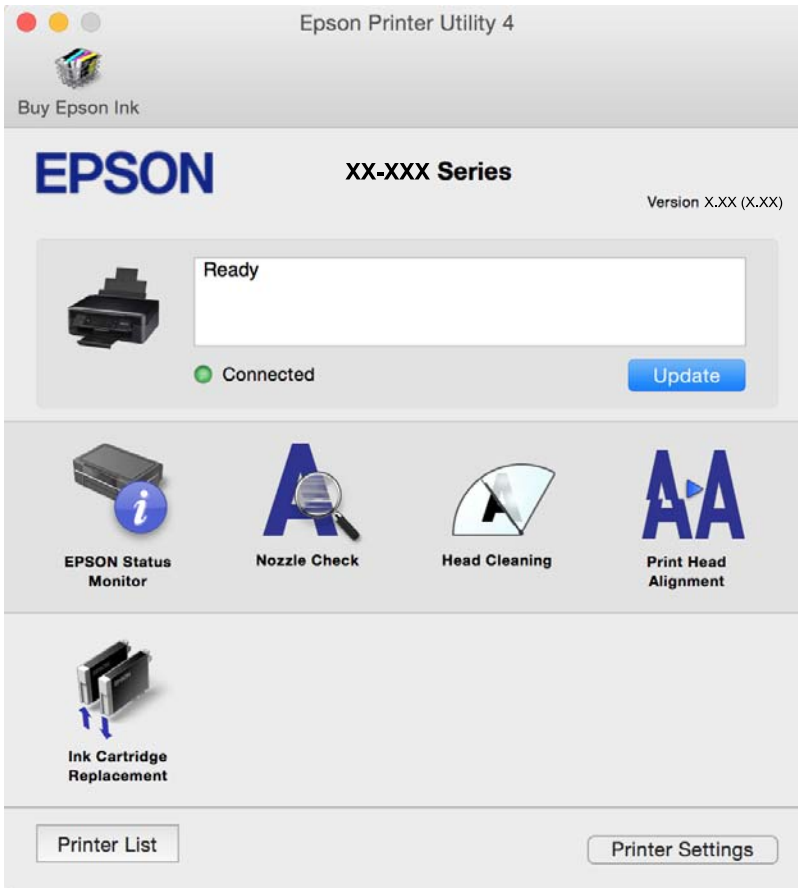 Epson Printer Utility 4
Buy Epson Ink
EPSON
XX-XXX Series
Version X.XX (X.XX)
Ready
Connected
Update
EPSON Status
Monitor
Nozzle Check
Head Cleaning
Print Head
Alignment
Ink Cartridge
Replacement
Printer List
Printer Settings